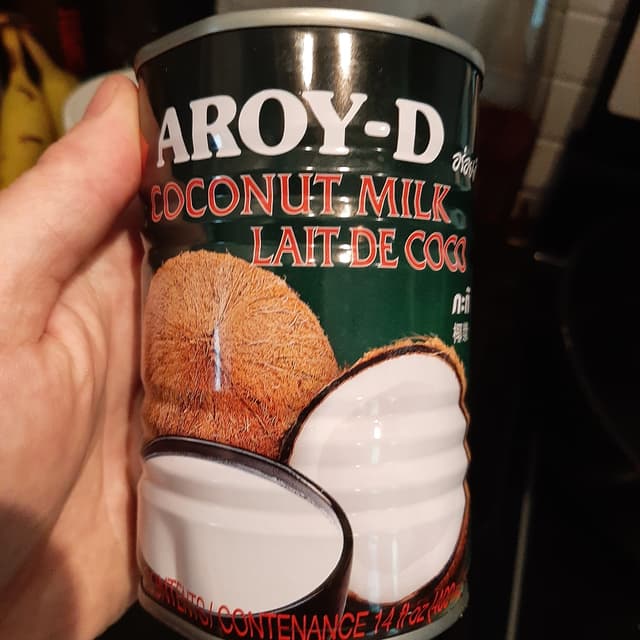 AROY-D
COCONUT MILK
LAIT DE COCO
CONTENANCE 14 fl oz